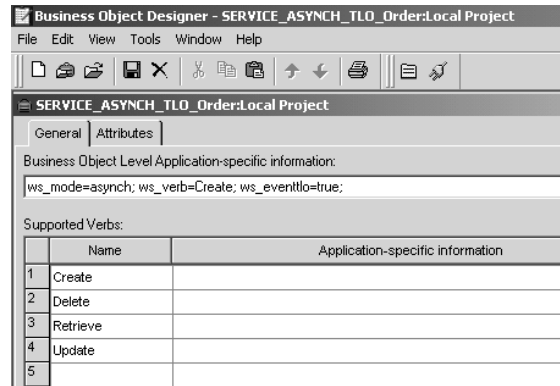 Business Object Designer - SERVICE_ASYNCH_TLO_Order:Local Project
File Edit View Tools Window Help
SERVICE_ASYNCH_TLO_Order:Local Project
General Attributes
Business Object Level Application-specific information:
ws_mode=asynch; ws_verb=Create; ws_eventtlo=true;
Supported Verbs:
Name Application-specific information
1 Create
2 Delete
3 Retrieve
4 Update
5